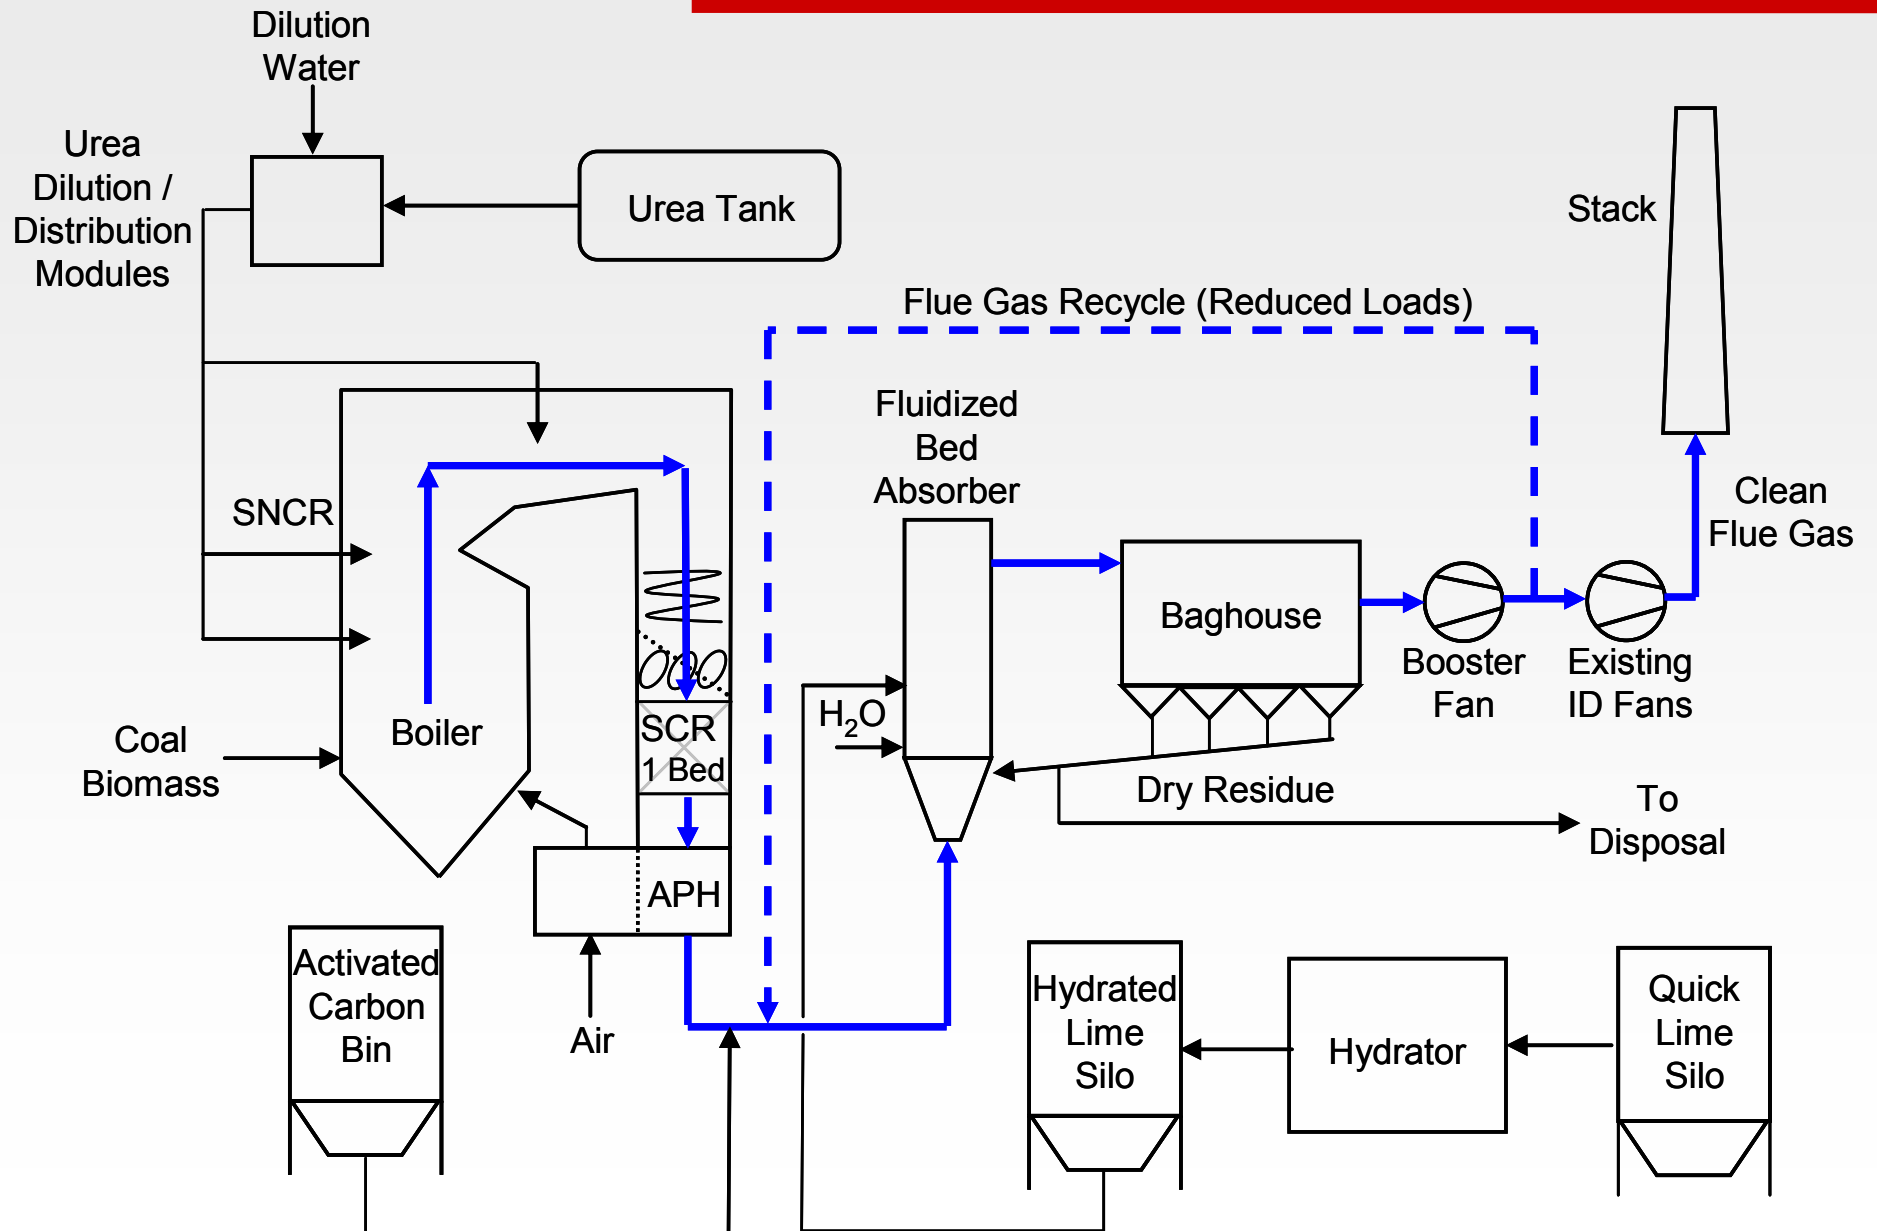 Dilution
Water
Urea
Dilution /
Distribution
Modules
Urea Tank
Stack
Flue Gas Recycle (Reduced Loads)
Fluidized
Bed
Absorber
SNCR
Clean
Flue Gas
Baghouse
Booster
Fan
Existing
ID Fans
H₂O
Boiler
SCR
1 Bed
Coal
Biomass
Dry Residue
To
Disposal
APH
Activated
Carbon
Bin
Air
Hydrated
Lime
Silo
Hydrator
Quick
Lime
Silo